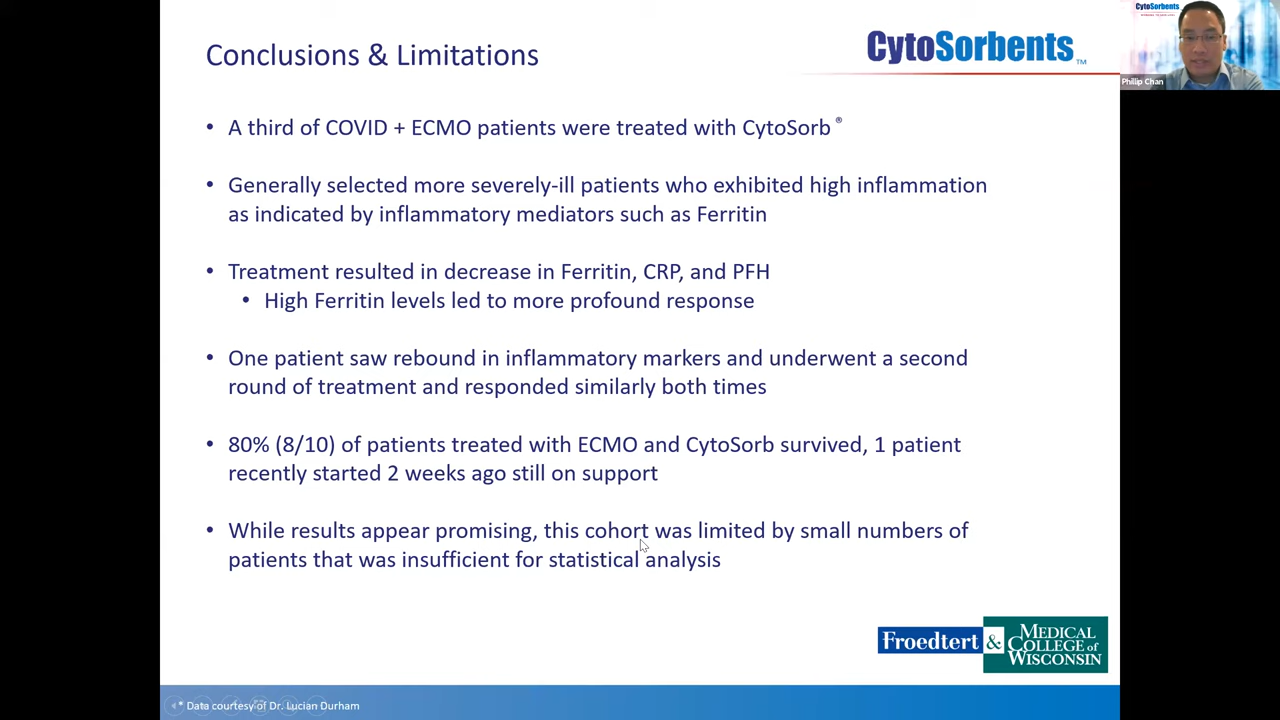 Conclusions & Limitations
CytoSorbents™
CytoSorbents
Philip Chan
• A third of COVID + ECMO patients were treated with CytoSorb®
• Generally selected more severely-ill patients who exhibited high inflammation
as indicated by inflammatory mediators such as Ferritin
• Treatment resulted in decrease in Ferritin, CRP, and PFH
• High Ferritin levels led to more profound response
• One patient saw rebound in inflammatory markers and underwent a second
round of treatment and responded similarly both times
• 80% (8/10) of patients treated with ECMO and CytoSorb survived, 1 patient
recently started 2 weeks ago still on support
• While results appear promising, this cohort was limited by small numbers of
patients that was insufficient for statistical analysis
Froedtert &
MEDICAL
COLLEGE of
WISCONSIN
* Data courtesy of Dr. Lucian Durham